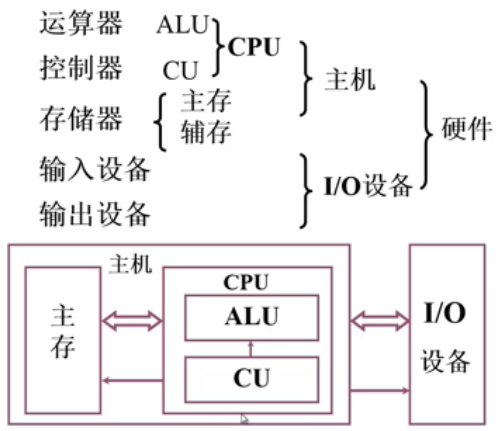 运算器 ALU
CPU
控制器 CU
主机
存储器 主存
辅存
硬件
输入设备
I/O设备
输出设备
主机
CPU
主存
ALU
CU
I/O
设备